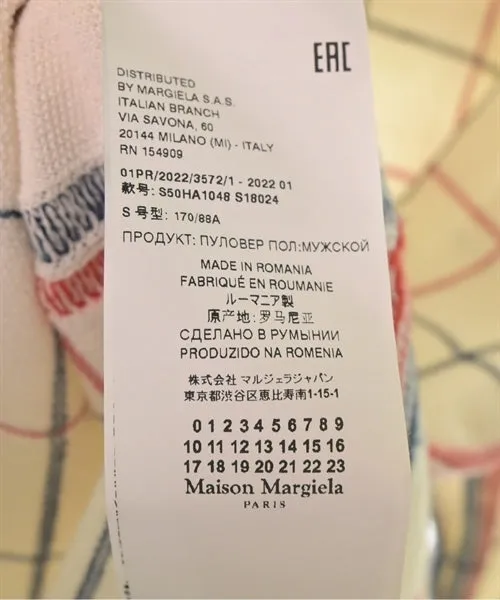 EAC
DISTRIBUTED
BY MARGIELA S.A.S.
ITALIAN BRANCH
VIA SAVONA, 60
20144 MILANO (MI) - ITALY
RN 154909
01PR/2022/3572/1 - 2022 01
款号: S50HA1048 S18024
S 号型: 170/88A
ПРОДУКТ: ПУЛОВЕР ПОЛ:МУЖСКОЙ
MADE IN ROMANIA
FABRIQUÉ EN ROUMANIE
ルーマニア製
原产地: 罗马尼亚
СДЕЛАНО В РУМЫНИИ
PRODUZIDO NA ROMENIA
株式会社 マルジェラジャパン
東京都渋谷区恵比寿南1-15-1
0 1 2 3 4 5 6 7 8 9
10 11 12 13 14 15 16
17 18 19 20 21 22 23
Maison Margiela
PARIS